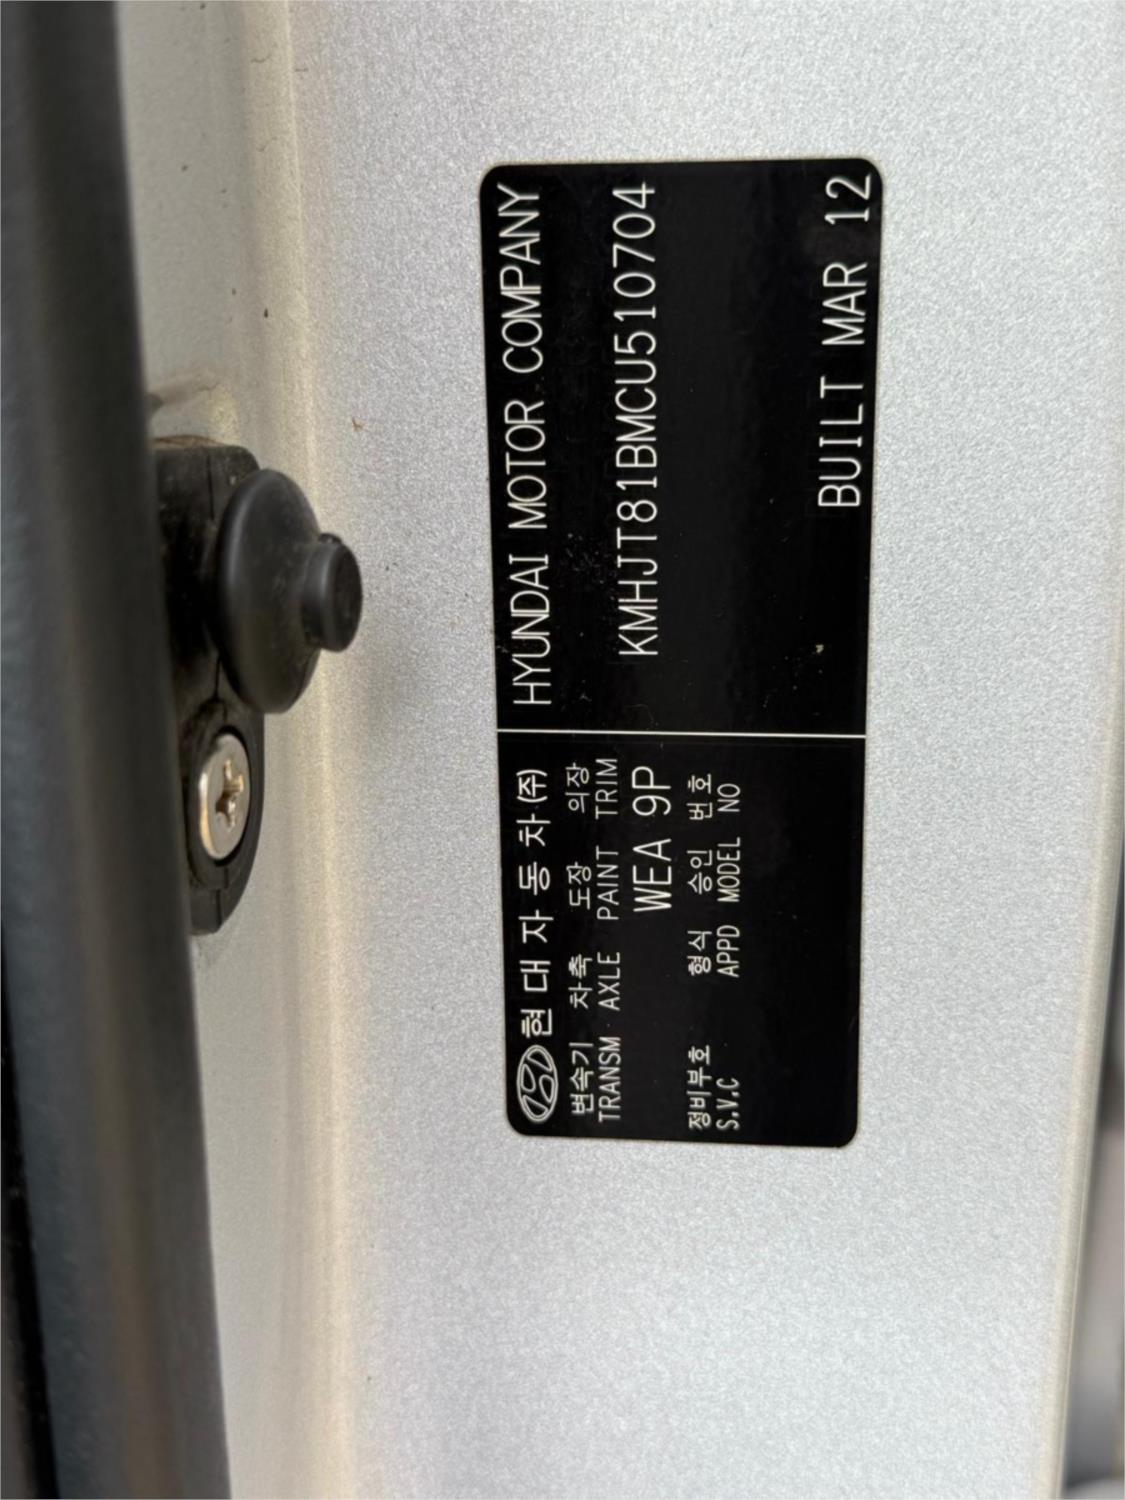 현대자동차(주)
변속기 차축 도장 의장
TRANSM AXLE PAINT TRIM
WEA 9P
정비부호 형식 승인 번호
S.V.C APPD MODEL NO
HYUNDAI MOTOR COMPANY
KMHJT81BMCU510704
BUILT MAR 12